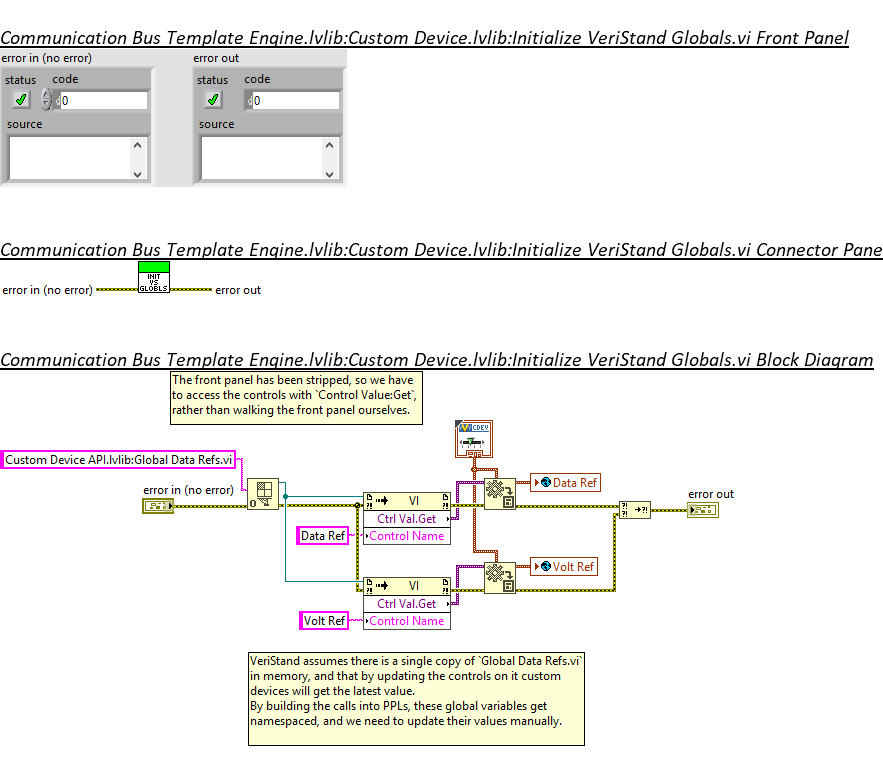 Communication Bus Template Engine.lvlib:Custom Device.lvlib:Initialize VeriStand Globals.vi Front Panel
error in (no error)
error out
status
code
status
code
d
0
d
0
source
source
Communication Bus Template Engine.lvlib:Custom Device.lvlib:Initialize VeriStand Globals.vi Connector Pane
INIT
VS
GLOBLS
error in (no error)
error out
Communication Bus Template Engine.lvlib:Custom Device.lvlib:Initialize VeriStand Globals.vi Block Diagram
The front panel has been stripped, so we have
to access the controls with `Control Value:Get`,
rather than walking the front panel ourselves.
CDEV
Custom Device API.lvlib:Global Data Refs.vi
error in (no error)
0
VI
Ctrl Val.Get
Data Ref
Control Name
Data Ref
error out
?!
?!
?!
VI
Ctrl Val.Get
Volt Ref
Control Name
Volt Ref
VeriStand assumes there is a single copy of `Global Data Refs.vi`
in memory, and that by updating the controls on it custom
devices will get the latest value.
By building the calls into PPLs, these global variables get
namespaced, and we need to update their values manually.